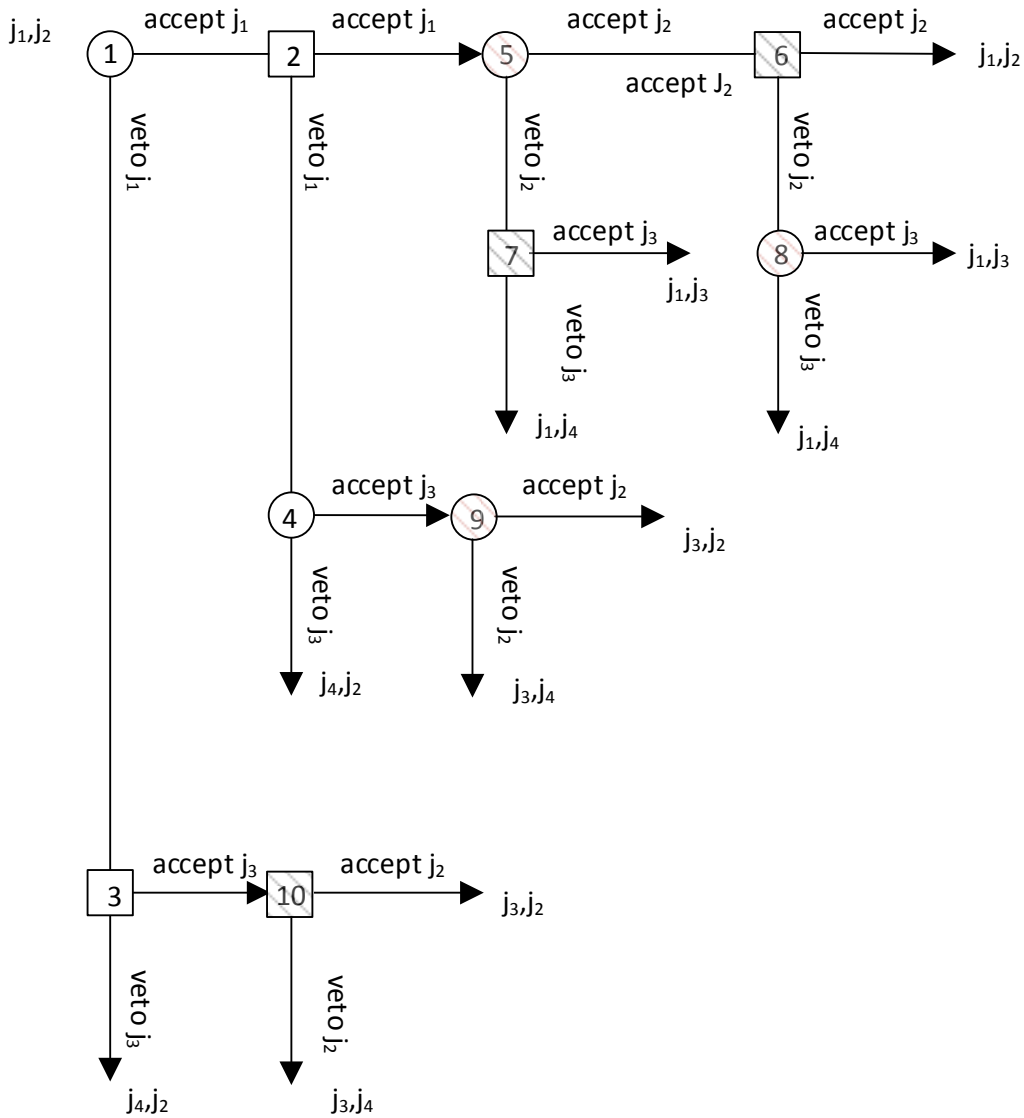 j₁,j₂
1
accept j₁
2
accept j₁
5
accept j₂
accept J₂
6
accept j₂
j₁,j₂
veto j₁
veto j₁
veto j₂
veto j₂
7
accept j₃
j₁,j₃
8
accept j₃
j₁,j₃
veto j₃
veto j₃
j₁,j₄
j₁,j₄
4
accept j₃
9
accept j₂
j₃,j₂
veto j₃
veto j₂
j₄,j₂
j₃,j₄
3
accept j₃
10
accept j₂
j₃,j₂
veto j₃
veto j₂
j₄,j₂
j₃,j₄